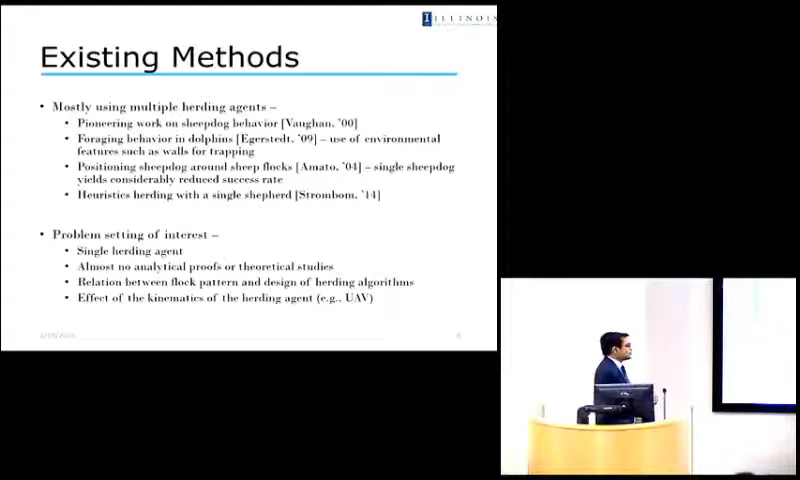 ILLINOIS
Existing Methods
• Mostly using multiple herding agents –
• Pioneering work on sheepdog behavior [Vaughan, '00]
• Foraging behavior in dolphins [Egerstedt, '09] – use of environmental
features such as walls for trapping
• Positioning sheepdog around sheep flocks [Amato, '04] – single sheepdog
yields considerably reduced success rate
• Heuristics herding with a single shepherd [Strombom, '14]
• Problem setting of interest –
• Single herding agent
• Almost no analytical proofs or theoretical studies
• Relation between flock pattern and design of herding algorithms
• Effect of the kinematics of the herding agent (e.g., UAV)